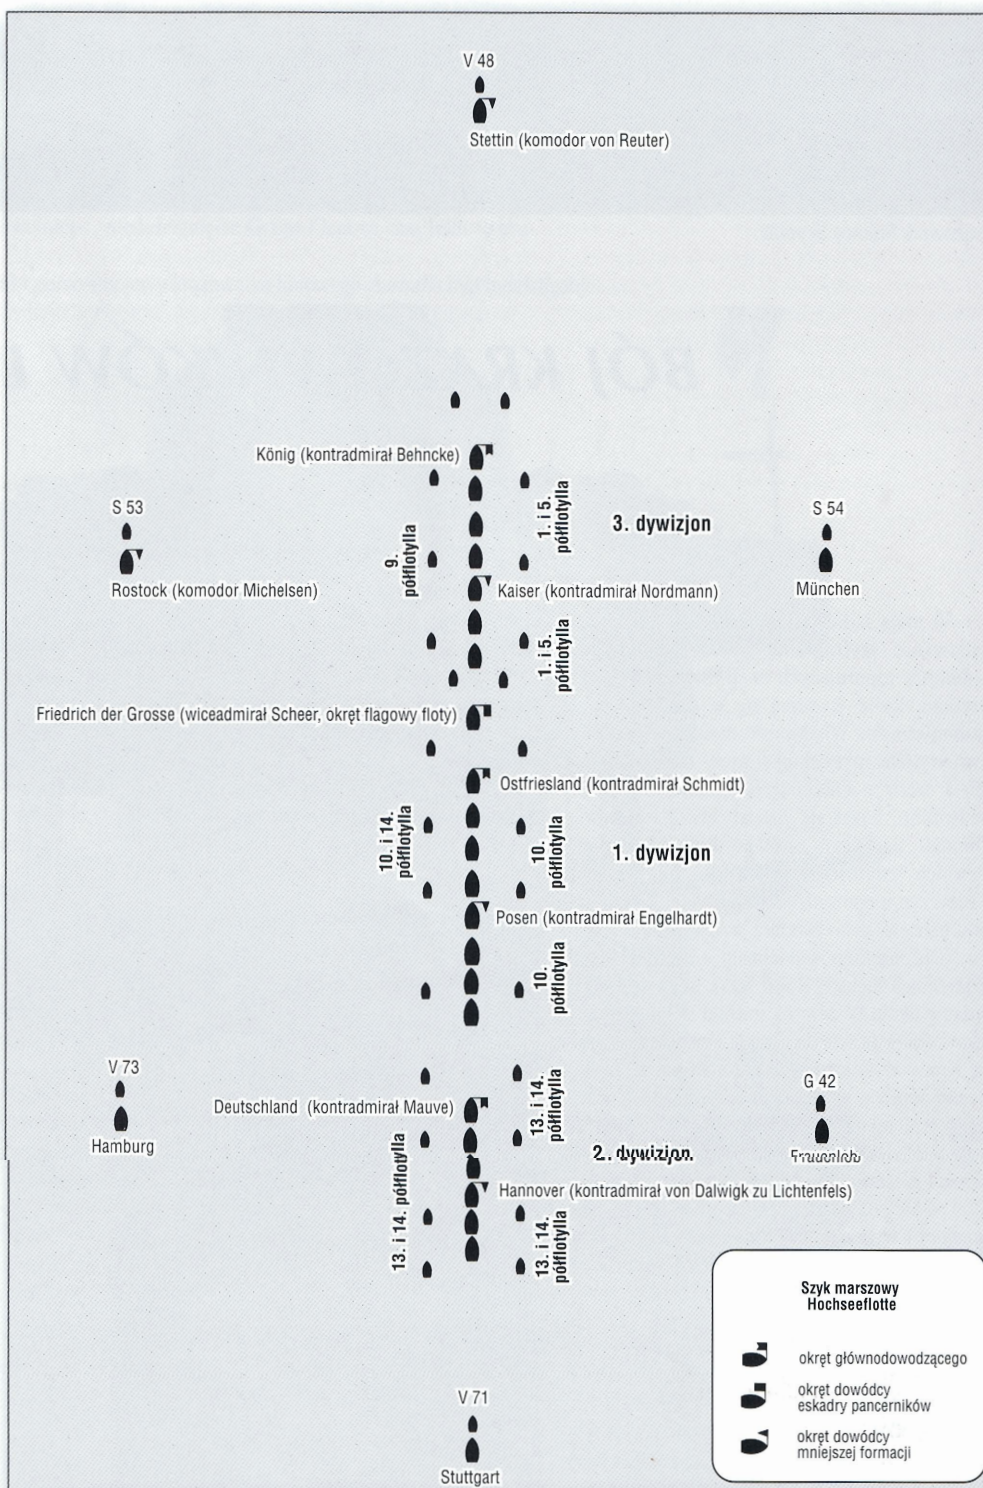 V 48
Stettin (komodor von Reuter)
König (kontradmirał Behncke)
S 53
Rostock (komodor Michelsen)
9.
półflotylla
1. i 5.
półflotylla
3. dywizjon
S 54
München
Kaiser (kontradmirał Nordmann)
1. i 5.
półflotylla
Friedrich der Grosse (wiceadmirał Scheer, okręt flagowy floty)
Ostfriesland (kontradmirał Schmidt)
10. i 14.
półflotylla
10.
półflotylla
1. dywizjon
Posen (kontradmirał Engelhardt)
10.
półflotylla
V 73
Hamburg
Deutschland (kontradmirał Mauve)
13. i 14.
półflotylla
G 42
2. dywizjon
13. i 14. półflotylla
Hannover (kontradmirał von Dalwigk zu Lichtenfels)
13. i 14.
półflotylla
V 71
Stuttgart
Szyk marszowy
Hochseeflotte
okręt głównodowodzącego
okręt dowódcy
eskadry pancerników
okręt dowódcy
mniejszej formacji